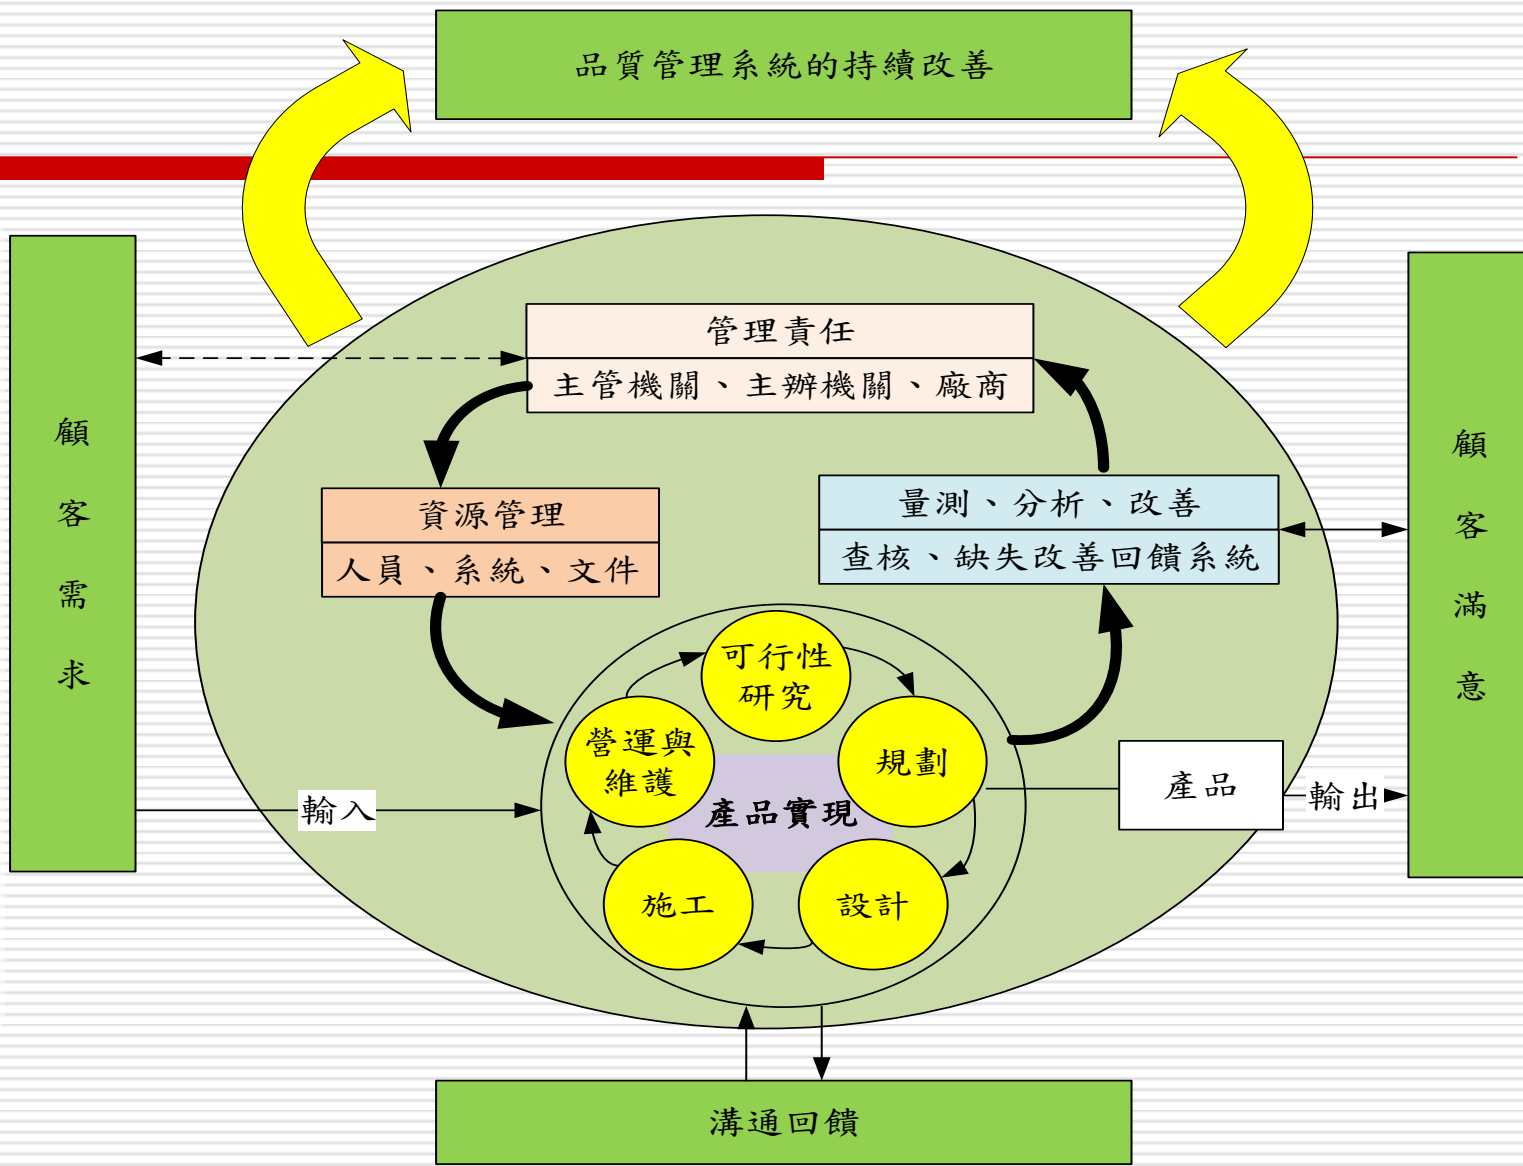 品質管理系統的持續改善
顧客需求
管理責任
主管機關、主辦機關、廠商
資源管理
人員、系統、文件
量測、分析、改善
查核、缺失改善回饋系統
顧客滿意
可行性
研究
營運與
維護
規劃
產品實現
施工
設計
輸入
產品
輸出
溝通回饋